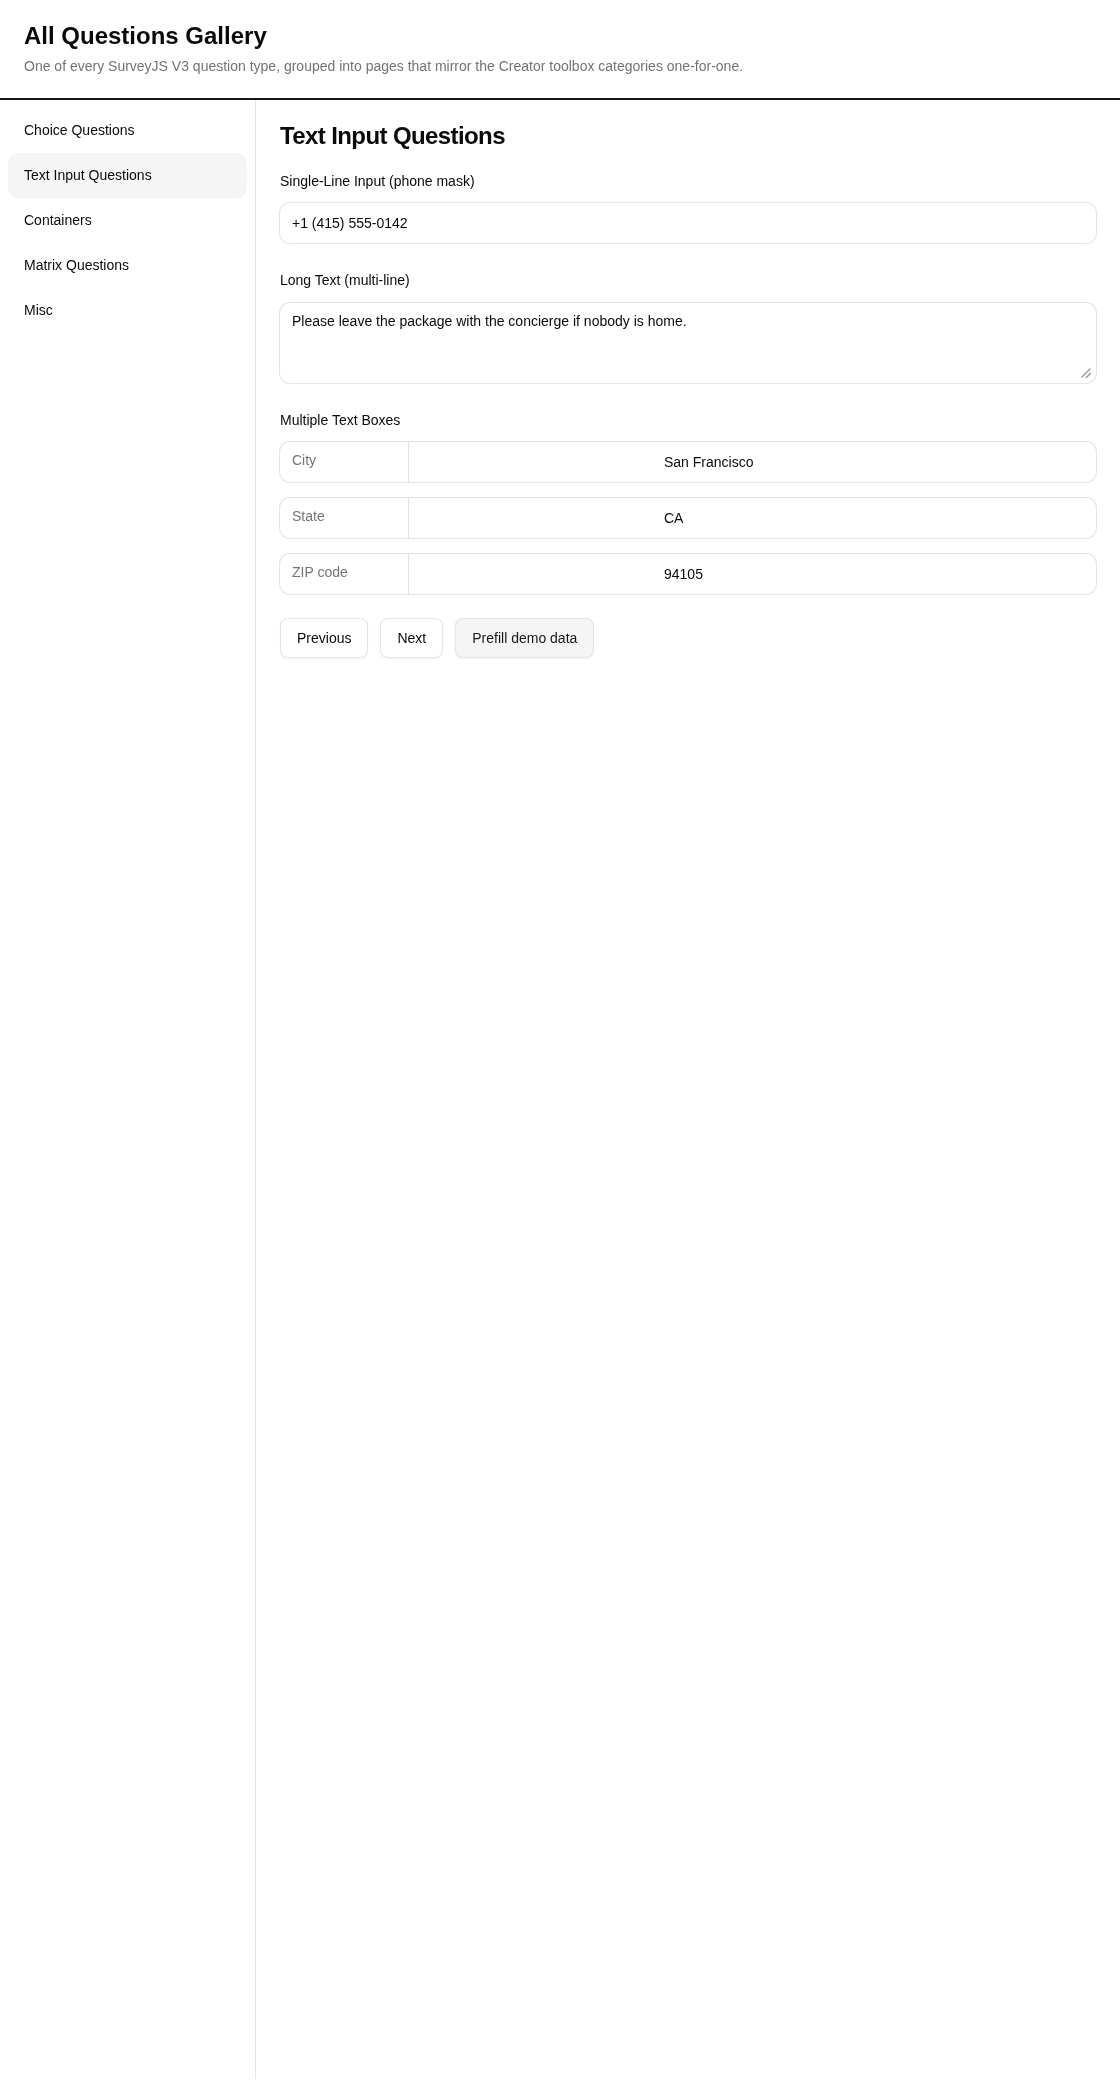 All Questions Gallery
One of every SurveyJS V3 question type, grouped into pages that mirror the Creator toolbox categories one-for-one.
Choice Questions
Text Input Questions
Containers
Matrix Questions
Misc
Text Input Questions
Single-Line Input (phone mask)
+1 (415) 555-0142
Long Text (multi-line)
Please leave the package with the concierge if nobody is home.
Multiple Text Boxes
City San Francisco
State CA
ZIP code 94105
Previous Next Prefill demo data